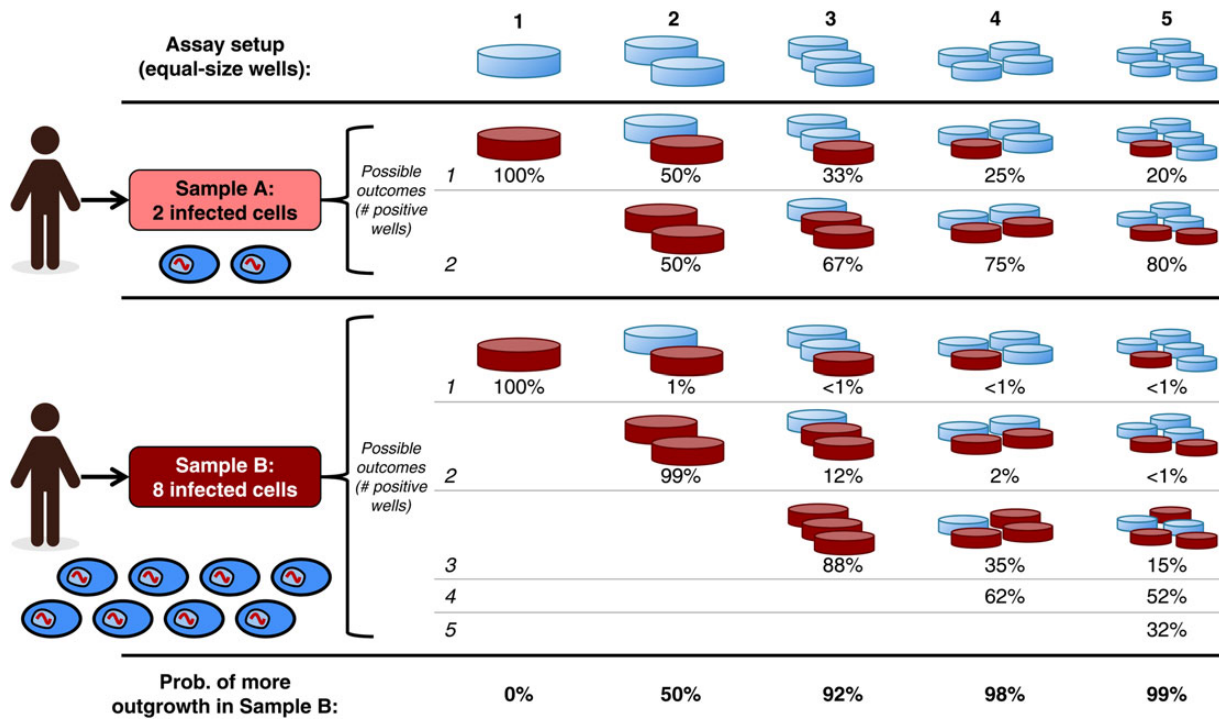 1 2 3 4 5
Assay setup
(equal-size wells):
Sample A:
2 infected cells
Possible
outcomes
(# positive
wells)
1 100% 50% 33% 25% 20%
2 50% 67% 75% 80%
Sample B:
8 infected cells
Possible
outcomes
(# positive
wells)
1 100% 1% <1% <1% <1%
2 99% 12% 2% <1%
3 88% 35% 15%
4 62% 52%
5 32%
Prob. of more
outgrowth in Sample B:
0% 50% 92% 98% 99%